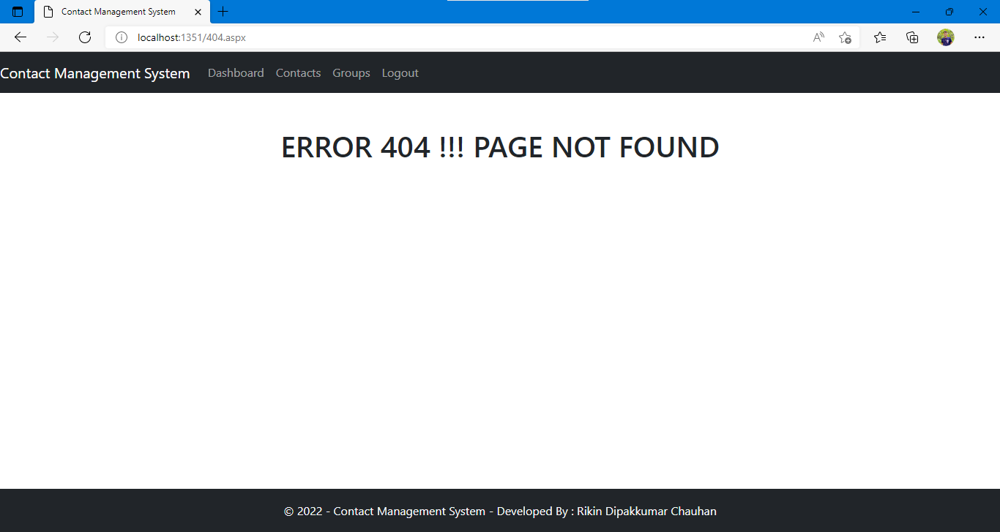 Contact Management System
localhost:1351/404.aspx
Contact Management System Dashboard Contacts Groups Logout
ERROR 404 !!! PAGE NOT FOUND
© 2022 - Contact Management System - Developed By : Rikin Dipakkumar Chauhan